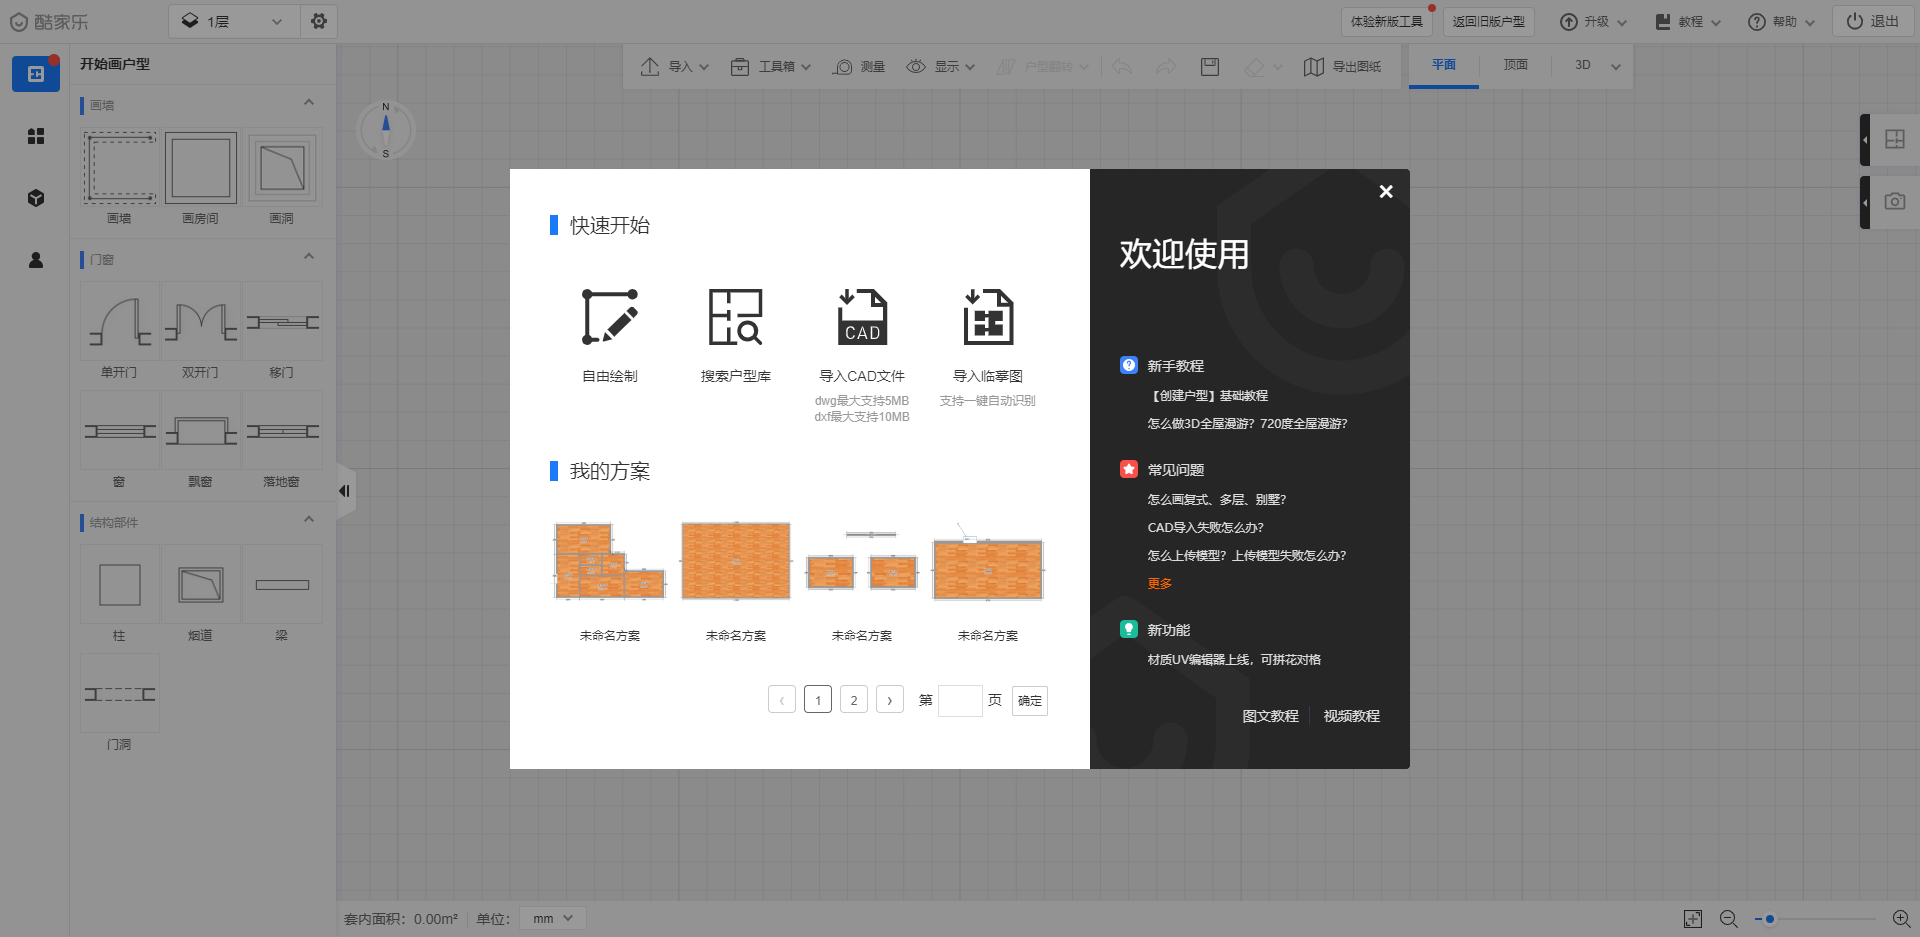 酷家乐
1层
体验新版工具
返回旧版户型
升级
教程
帮助
退出
开始画户型
导入
工具箱
测量
显示
户型翻转
导出图纸
平面
顶面
3D
画墙
画墙
画房间
画洞
门窗
单开门
双开门
移门
窗
飘窗
落地窗
结构部件
柱
烟道
梁
门洞
N
S
快速开始
CAD
自由绘制
搜索户型库
导入CAD文件
导入临摹图
dwg最大支持5MB
dxf最大支持10MB
支持一键自动识别
我的方案
未命名方案
未命名方案
未命名方案
未命名方案
1
2
第
页
确定
欢迎使用
新手教程
【创建户型】基础教程
怎么做3D全屋漫游？720度全屋漫游？
常见问题
怎么画复式、多层、别墅？
CAD导入失败怎么办？
怎么上传模型？上传模型失败怎么办？
更多
新功能
材质UV编辑器上线，可拼花对格
图文教程
视频教程
套内面积：0.00m²
单位：
mm